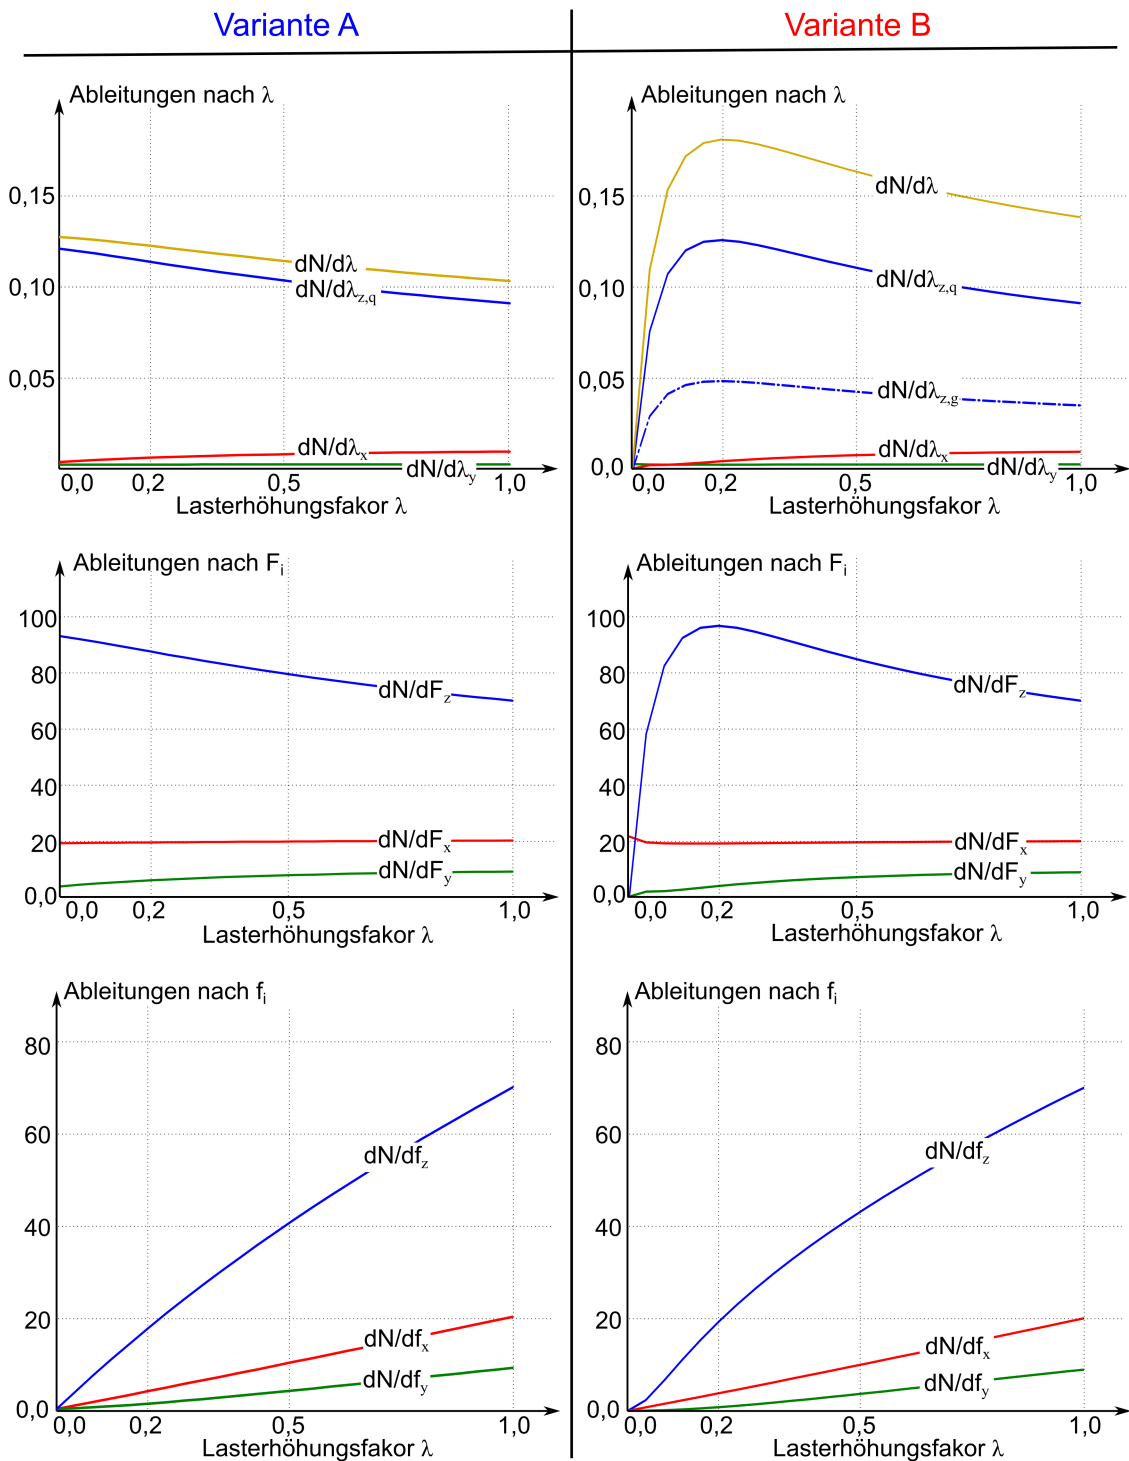 Variante A
Variante B
Ableitungen nach λ
0,15
0,10
0,05
dN/dλ
dN/dλz,q
dN/dλx
dN/dλy
0,0 0,2 0,5 1,0
Lasterhöhungsfakor λ
Ableitungen nach λ
0,15
0,10
0,05
0,0
dN/dλ
dN/dλz,q
dN/dλz,g
dN/dλx
dN/dλy
0,0 0,2 0,5 1,0
Lasterhöhungsfakor λ
Ableitungen nach Fi
100
80
60
40
20
0,0
dN/dFz
dN/dFx
dN/dFy
0,0 0,2 0,5 1,0
Lasterhöhungsfakor λ
Ableitungen nach Fi
100
80
60
40
20
0,0
dN/dFz
dN/dFx
dN/dFy
0,0 0,2 0,5 1,0
Lasterhöhungsfakor λ
Ableitungen nach fi
80
60
40
20
0,0
dN/dfz
dN/dfx
dN/dfy
0,0 0,2 0,5 1,0
Lasterhöhungsfakor λ
Ableitungen nach fi
80
60
40
20
0,0
dN/dfz
dN/dfx
dN/dfy
0,0 0,2 0,5 1,0
Lasterhöhungsfakor λ